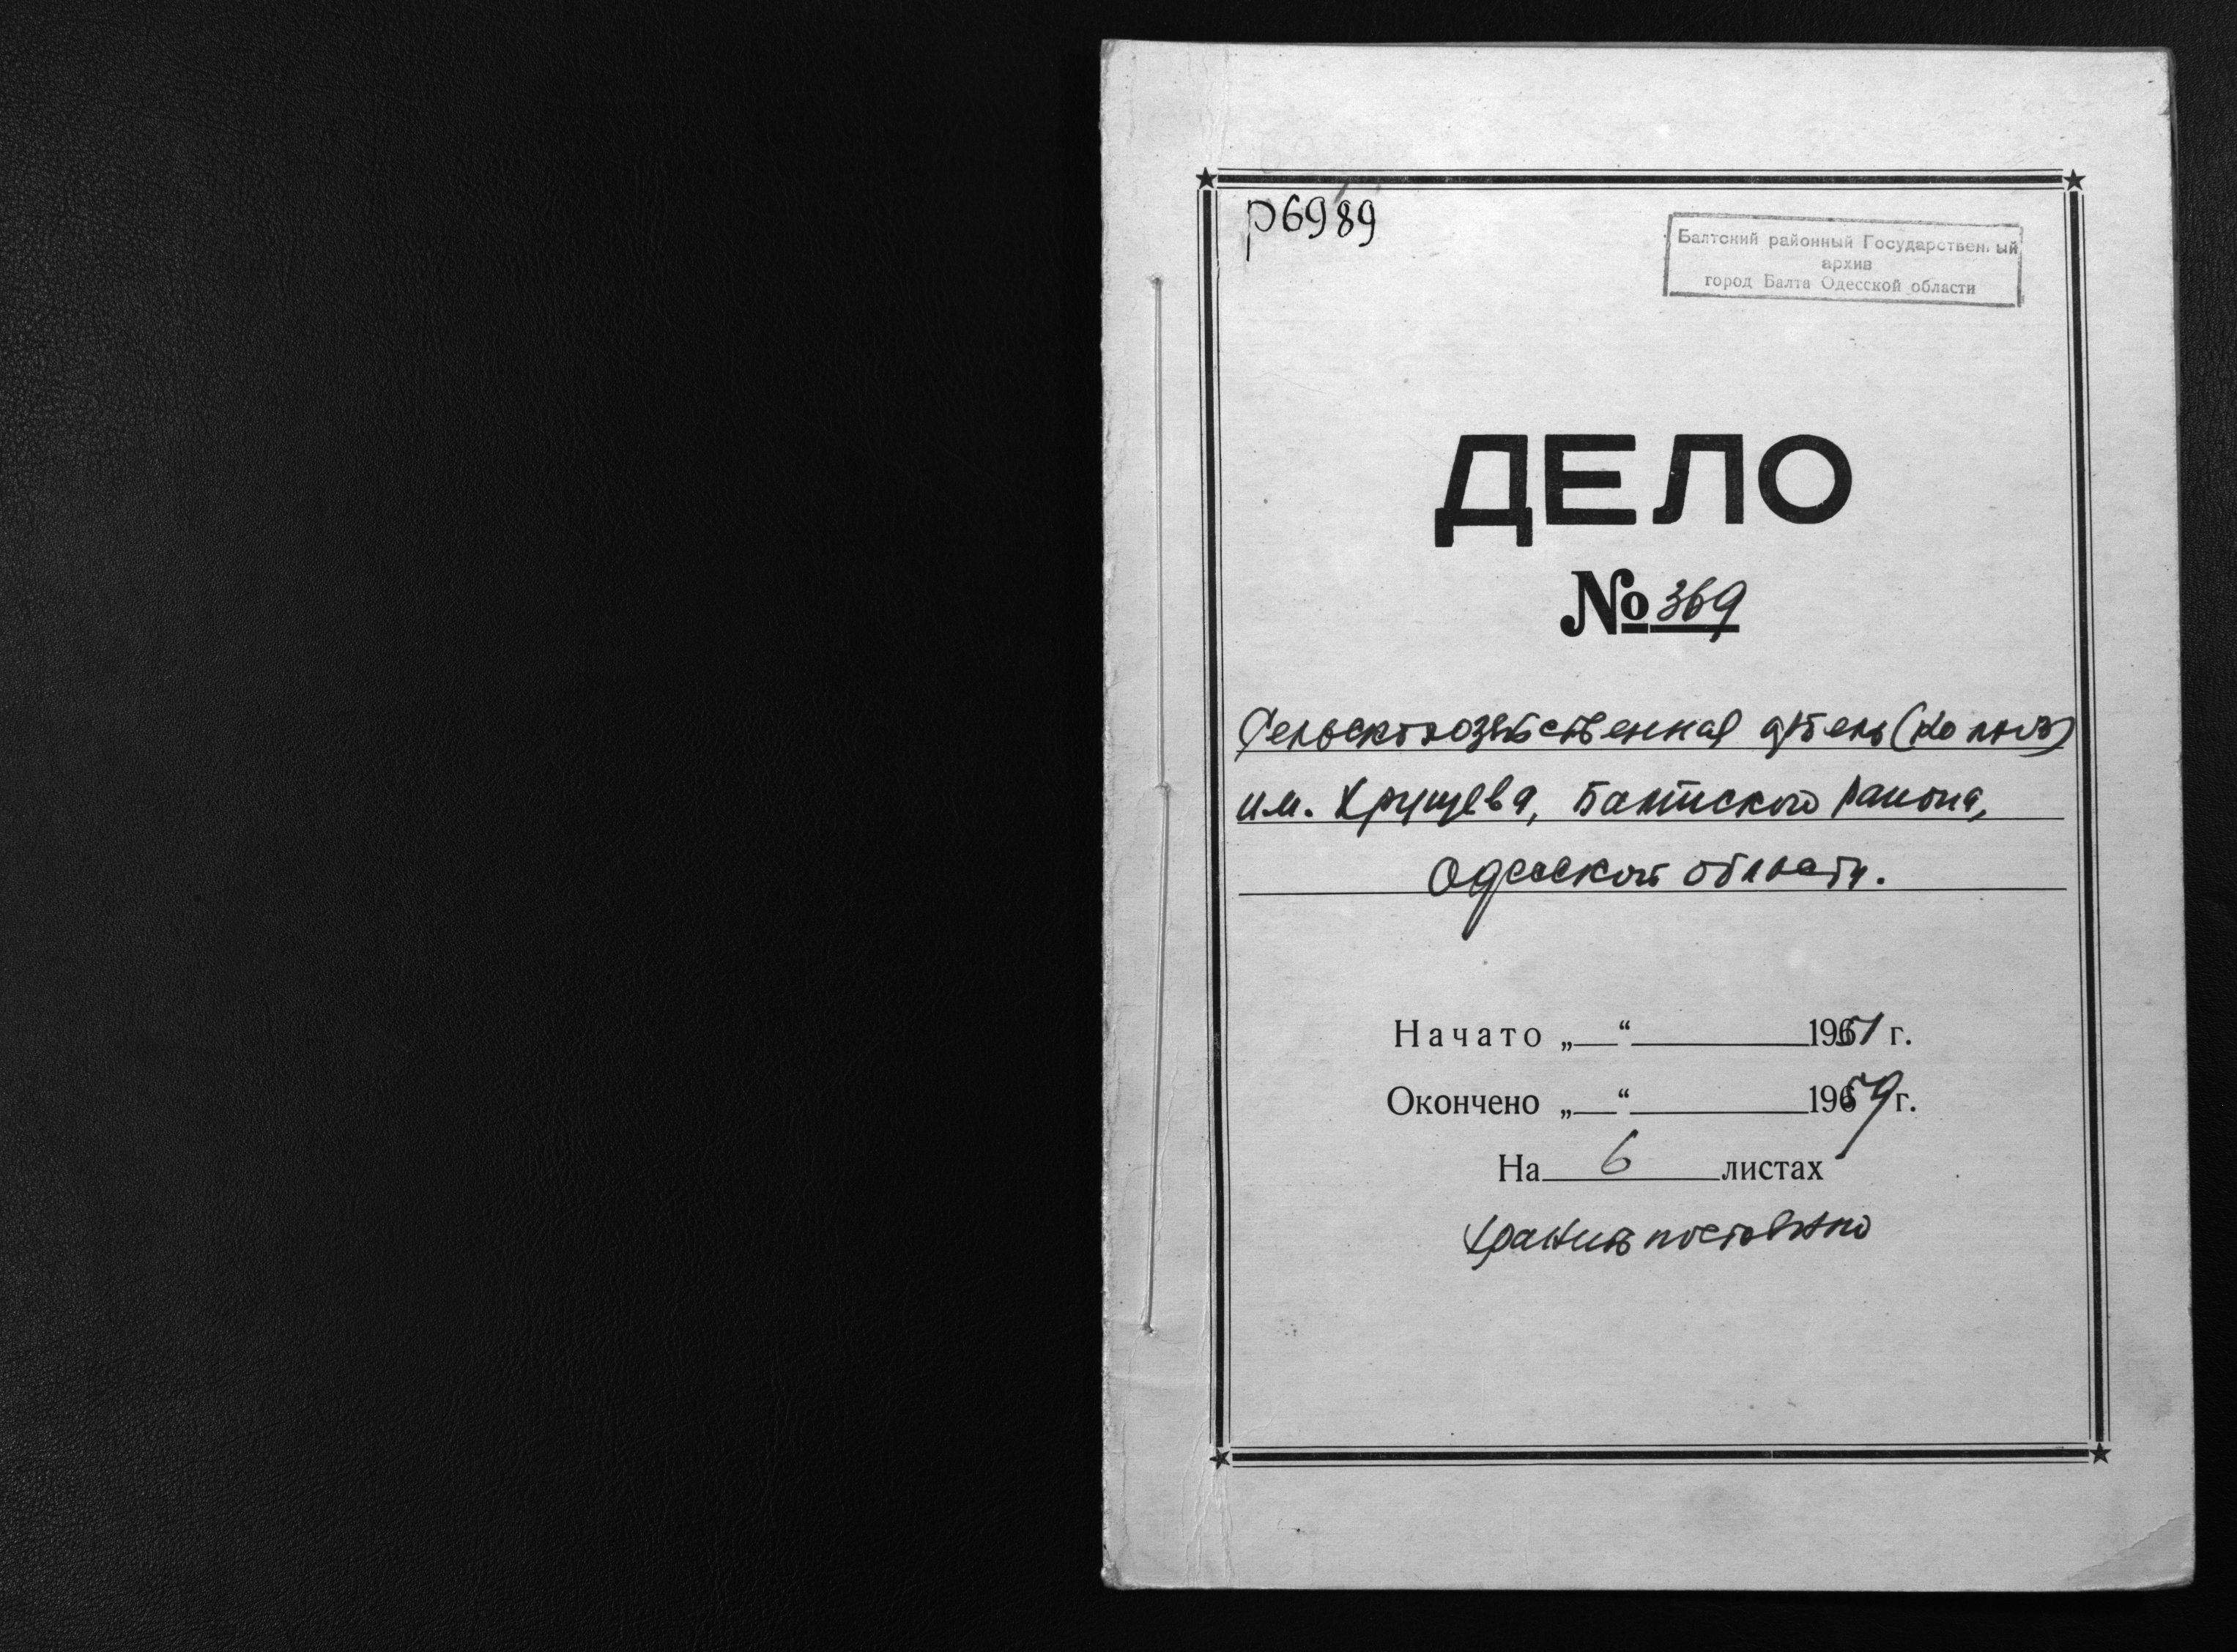 р6989
Балтский районный Государственный
архив
город Балта Одесской области
ДЕЛО
№ 369
Сельскохозяйственная артель (колхоз)
им. Хрущева, Балтского района,
Одесской области.
Начато „ “ 1951 г.
Окончено „ “ 1959 г.
На 6 листах
хранить постоянно